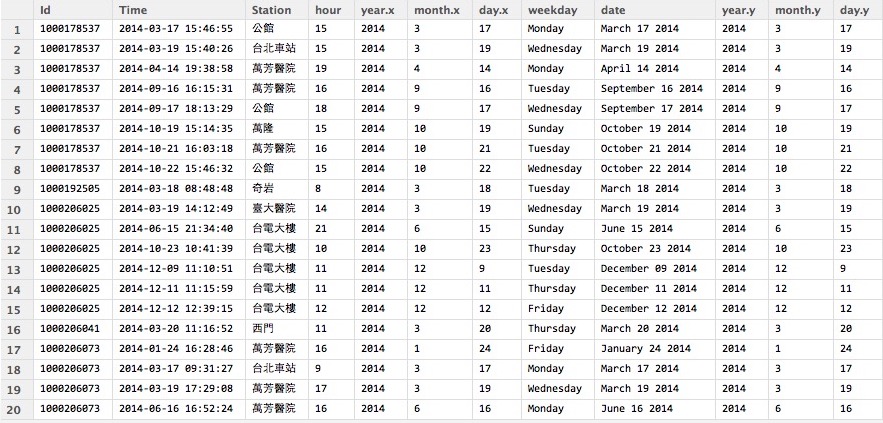 Id Time Station hour year.x month.x day.x weekday date year.y month.y day.y
1 1000178537 2014-03-17 15:46:55 公館 15 2014 3 17 Monday March 17 2014 2014 3 17
2 1000178537 2014-03-19 15:40:26 台北車站 15 2014 3 19 Wednesday March 19 2014 2014 3 19
3 1000178537 2014-04-14 19:38:58 萬芳醫院 19 2014 4 14 Monday April 14 2014 2014 4 14
4 1000178537 2014-09-16 16:15:31 萬芳醫院 16 2014 9 16 Tuesday September 16 2014 2014 9 16
5 1000178537 2014-09-17 18:13:29 公館 18 2014 9 17 Wednesday September 17 2014 2014 9 17
6 1000178537 2014-10-19 15:14:35 萬隆 15 2014 10 19 Sunday October 19 2014 2014 10 19
7 1000178537 2014-10-21 16:03:18 萬芳醫院 16 2014 10 21 Tuesday October 21 2014 2014 10 21
8 1000178537 2014-10-22 15:46:32 公館 15 2014 10 22 Wednesday October 22 2014 2014 10 22
9 1000192505 2014-03-18 08:48:48 奇岩 8 2014 3 18 Tuesday March 18 2014 2014 3 18
10 1000206025 2014-03-19 14:12:49 臺大醫院 14 2014 3 19 Wednesday March 19 2014 2014 3 19
11 1000206025 2014-06-15 21:34:40 台電大樓 21 2014 6 15 Sunday June 15 2014 2014 6 15
12 1000206025 2014-10-23 10:41:39 台電大樓 10 2014 10 23 Thursday October 23 2014 2014 10 23
13 1000206025 2014-12-09 11:10:51 台電大樓 11 2014 12 9 Tuesday December 09 2014 2014 12 9
14 1000206025 2014-12-11 11:15:59 台電大樓 11 2014 12 11 Thursday December 11 2014 2014 12 11
15 1000206025 2014-12-12 12:39:15 台電大樓 12 2014 12 12 Friday December 12 2014 2014 12 12
16 1000206041 2014-03-20 11:16:52 西門 11 2014 3 20 Thursday March 20 2014 2014 3 20
17 1000206073 2014-01-24 16:28:46 萬芳醫院 16 2014 1 24 Friday January 24 2014 2014 1 24
18 1000206073 2014-03-17 09:31:27 台北車站 9 2014 3 17 Monday March 17 2014 2014 3 17
19 1000206073 2014-03-19 17:29:08 萬芳醫院 17 2014 3 19 Wednesday March 19 2014 2014 3 19
20 1000206073 2014-06-16 16:52:24 萬芳醫院 16 2014 6 16 Monday June 16 2014 2014 6 16